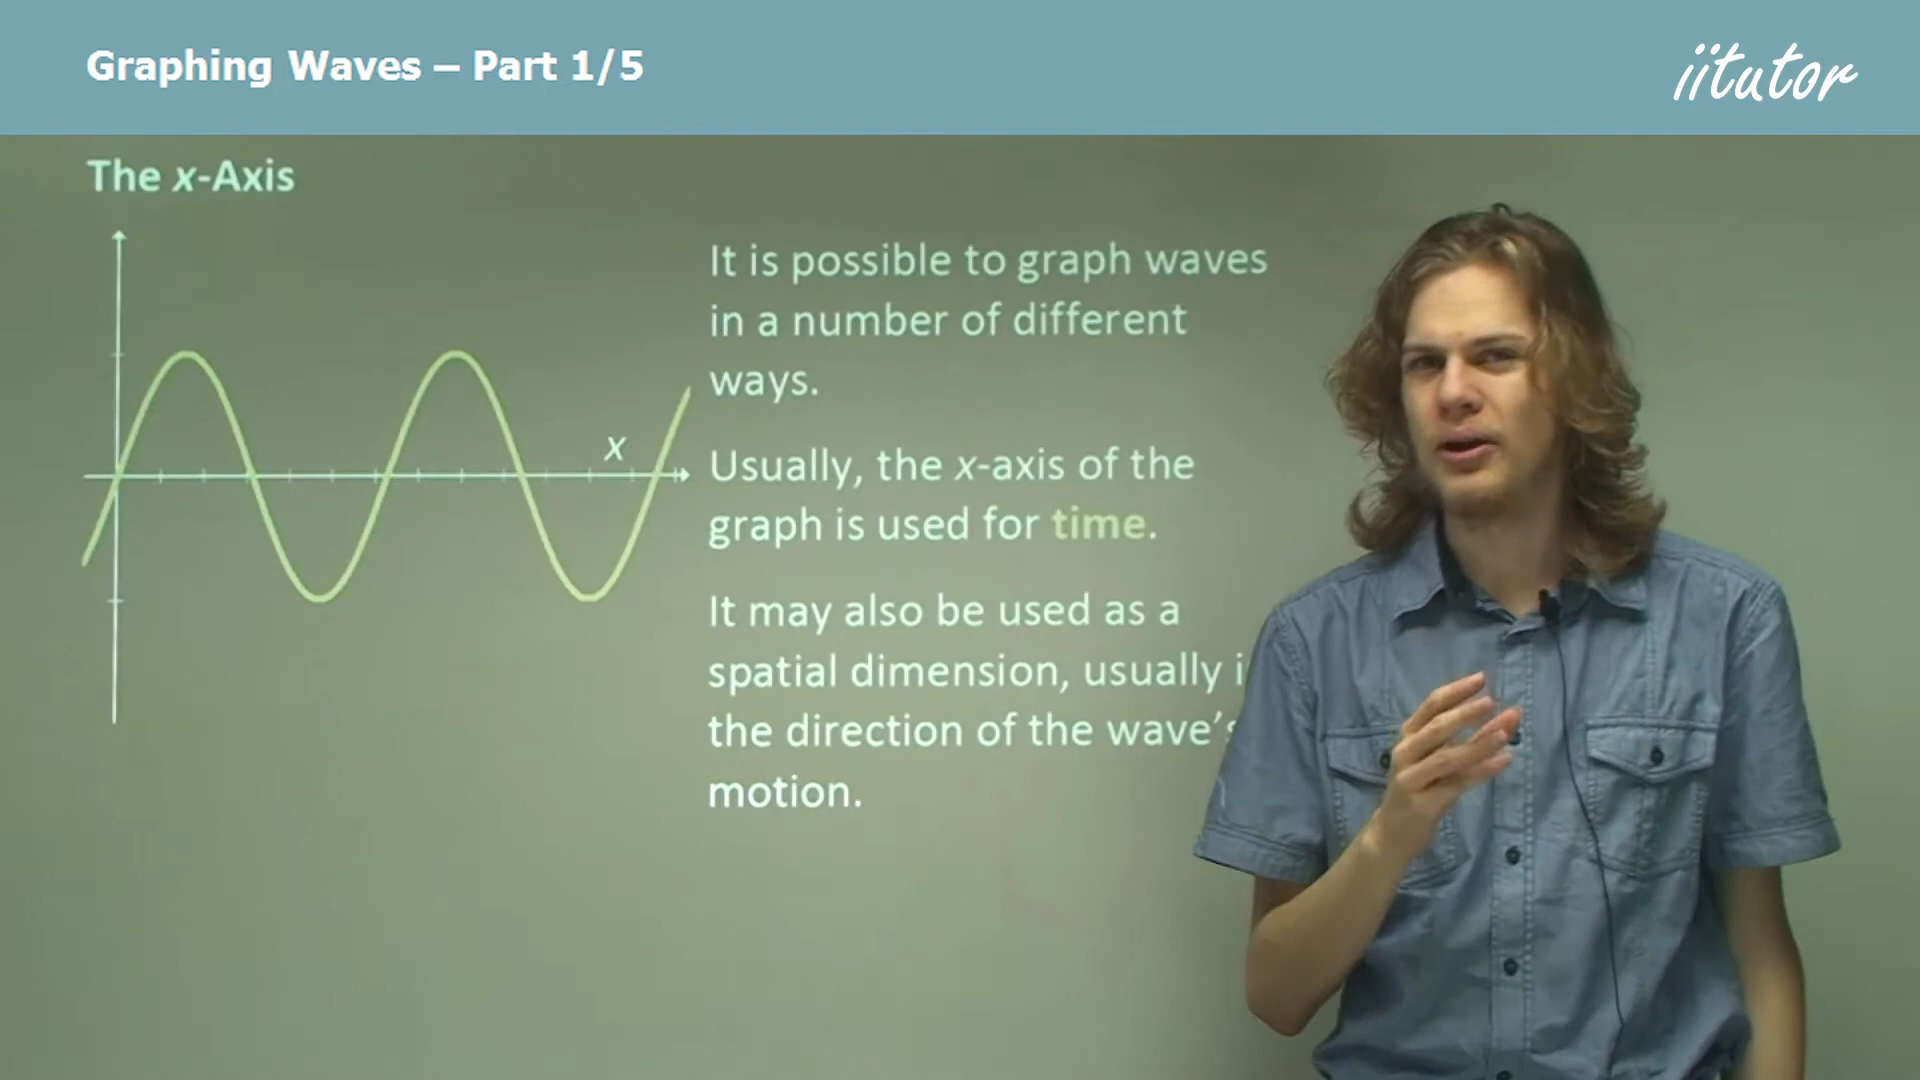 Graphing Waves – Part 1/5
iitutor
The x-Axis
x
It is possible to graph waves
in a number of different
ways.
Usually, the x-axis of the
graph is used for time.
It may also be used as a
spatial dimension, usually
the direction of the wave's
motion.